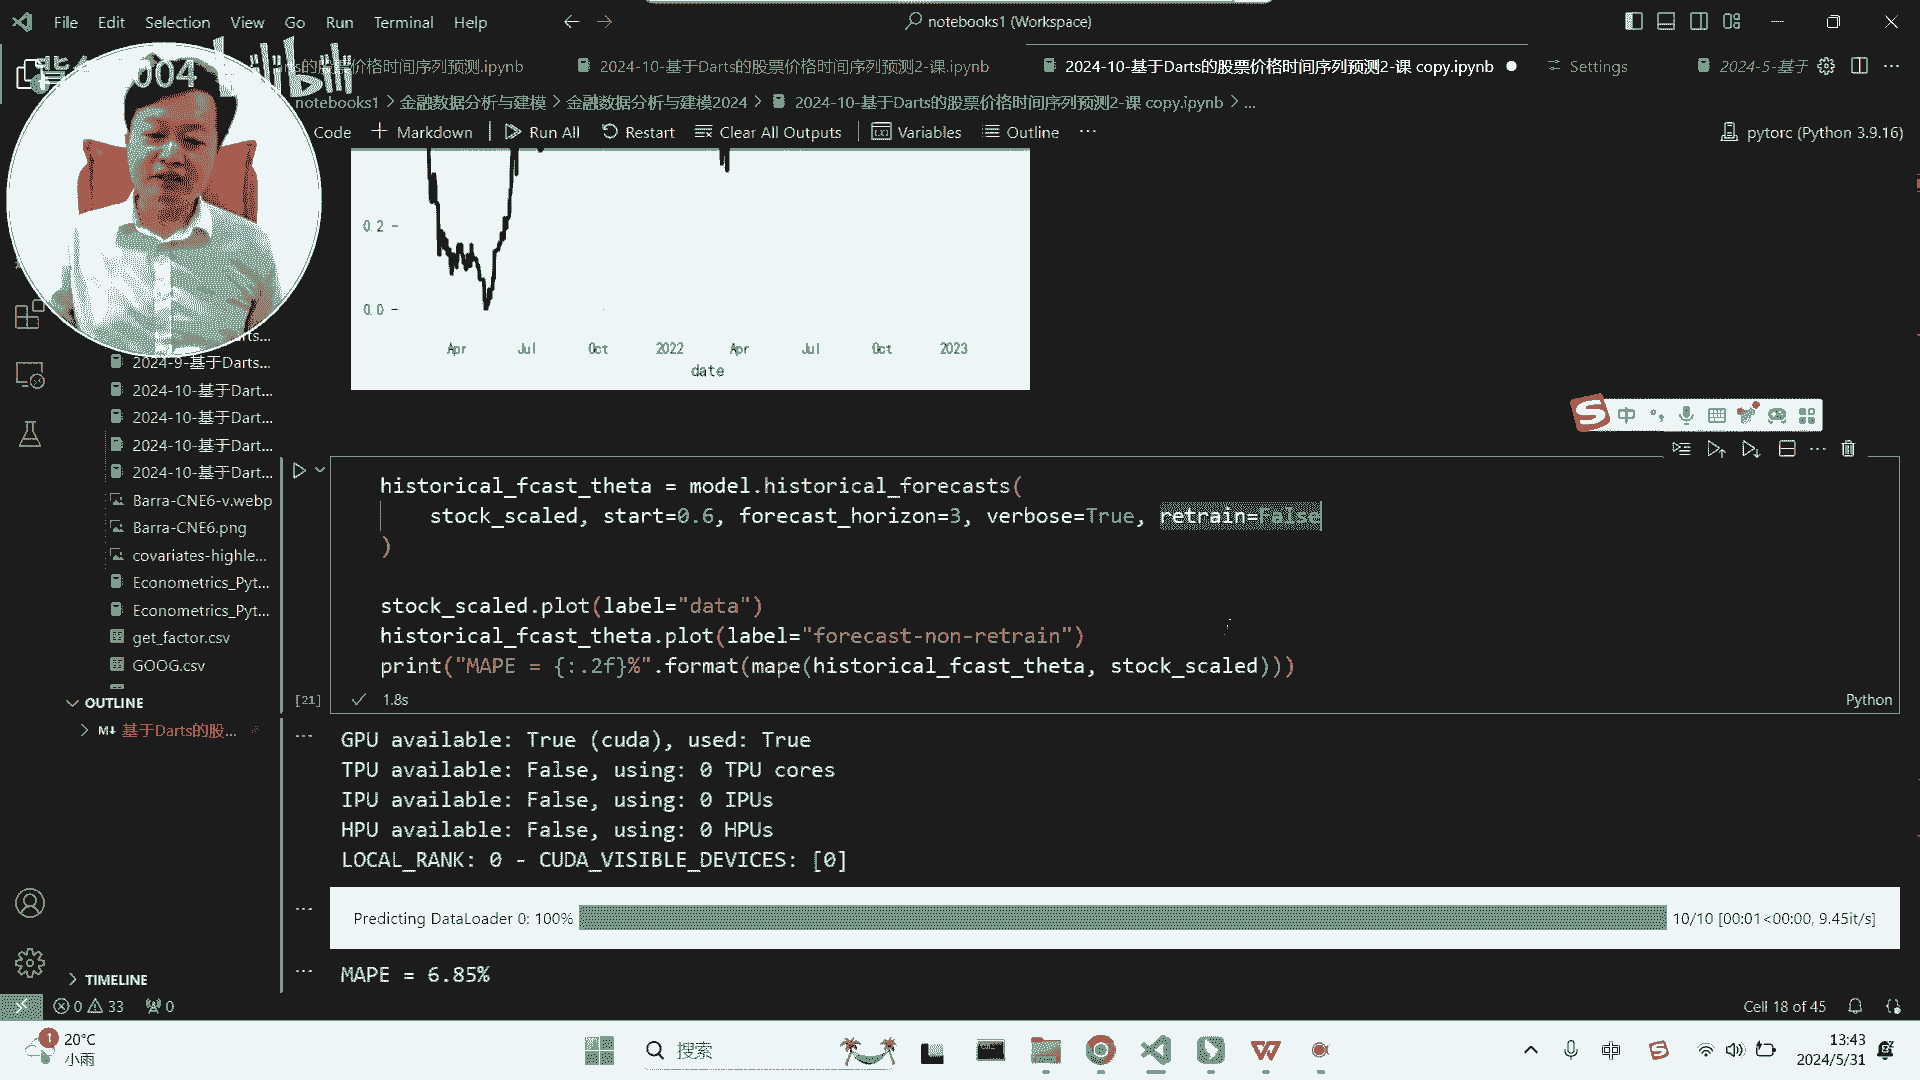 File Edit Selection View Go Run Terminal Help
notebooks1 (Workspace)
的股票价格时间序列预测.ipynb
2024-10-基于Darts的股票价格时间序列预测2-课.ipynb
2024-10-基于Darts的股票价格时间序列预测2-课 copy.ipynb
Settings
2024-5-基于
004
bilibili
notebooks1 > 金融数据分析与建模 > 金融数据分析与建模2024 > 2024-10-基于Darts的股票价格时间序列预测2-课 copy.ipynb > ...
Code + Markdown Run All Restart Clear All Outputs Variables Outline ...
pytorc (Python 3.9.16)
0.2
0.0
Apr Jul Oct 2022 Apr Jul Oct 2023
date
中
2024-9-基于Darts...
2024-10-基于Dart...
2024-10-基于Dart...
2024-10-基于Dart...
2024-10-基于Dart...
Barra-CNE6-v.webp
Barra-CNE6.png
covariates-highle...
Econometrics_Pyt...
Econometrics_Pyt...
get_factor.csv
GOOG.csv
OUTLINE
基于Darts的股...
TIMELINE
historical_fcast_theta = model.historical_forecasts(
stock_scaled, start=0.6, forecast_horizon=3, verbose=True, retrain=False
)
stock_scaled.plot(label="data")
historical_fcast_theta.plot(label="forecast-non-retrain")
print("MAPE = {:.2f}%".format(mape(historical_fcast_theta, stock_scaled)))
[21] 1.8s Python
GPU available: True (cuda), used: True
TPU available: False, using: 0 TPU cores
IPU available: False, using: 0 IPUs
HPU available: False, using: 0 HPUs
LOCAL_RANK: 0 - CUDA_VISIBLE_DEVICES: [0]
Predicting DataLoader 0: 100% 10/10 [00:01<00:00, 9.45it/s]
MAPE = 6.85%
0 33 0
Cell 18 of 45
1
20°C
小雨
搜索
中
13:43
2024/5/31